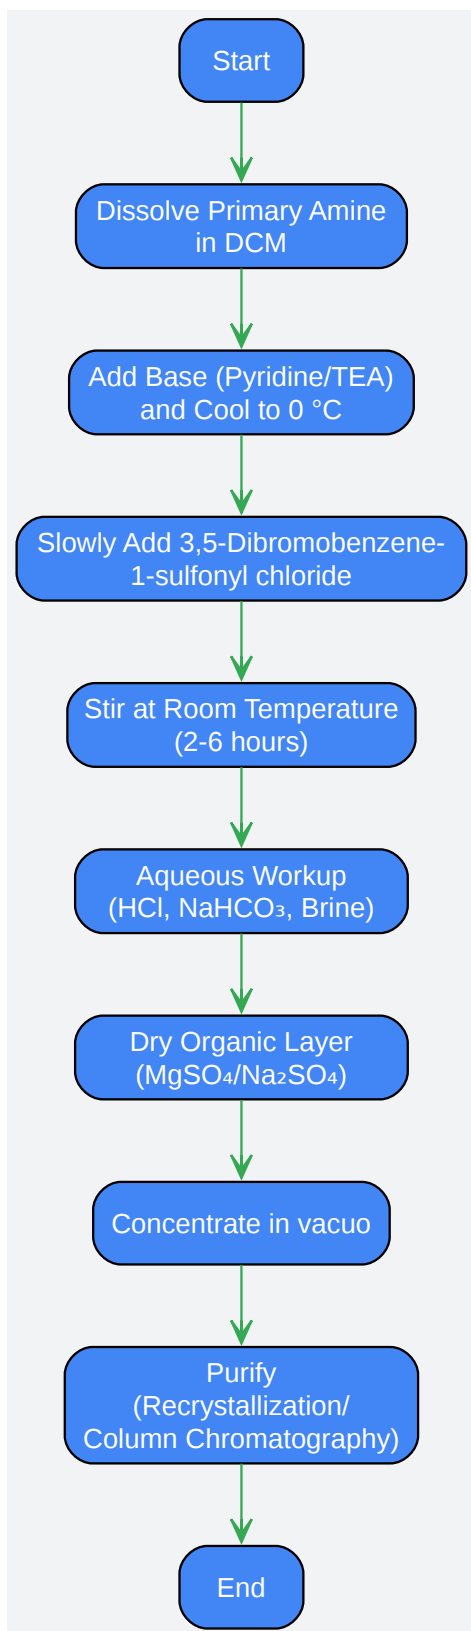 Start
Dissolve Primary Amine
in DCM
Add Base (Pyridine/TEA)
and Cool to 0 °C
Slowly Add 3,5-Dibromobenzene-
1-sulfonyl chloride
Stir at Room Temperature
(2-6 hours)
Aqueous Workup
(HCl, NaHCO₃, Brine)
Dry Organic Layer
(MgSO₄/Na₂SO₄)
Concentrate in vacuo
Purify
(Recrystallization/
Column Chromatography)
End